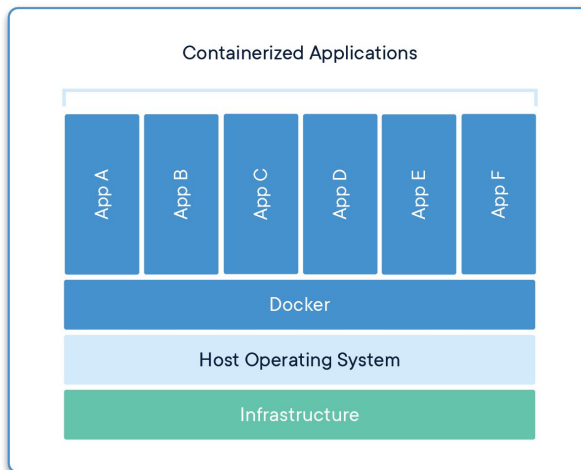 Containerized Applications
App A
App B
App C
App D
App E
App F
Docker
Host Operating System
Infrastructure